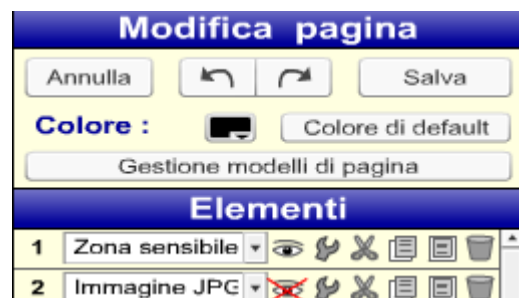 Modifica pagina
Annulla Salva
Colore : Colore di default
Gestione modelli di pagina
Elementi
1 Zona sensibile
2 Immagine JPG